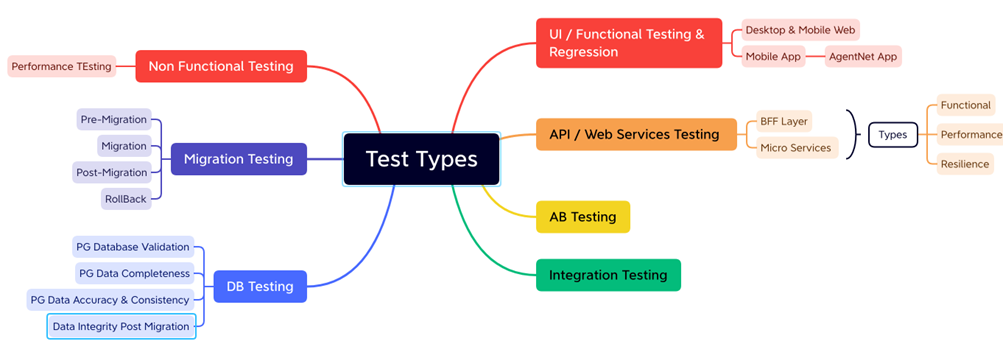 Test Types
UI / Functional Testing &
Regression
Desktop & Mobile Web
Mobile App
AgentNet App
API / Web Services Testing
BFF Layer
Micro Services
Types
Functional
Performance
Resilience
AB Testing
Integration Testing
Non Functional Testing
Performance TEsting
Migration Testing
Pre-Migration
Migration
Post-Migration
RollBack
DB Testing
PG Database Validation
PG Data Completeness
PG Data Accuracy & Consistency
Data Integrity Post Migration